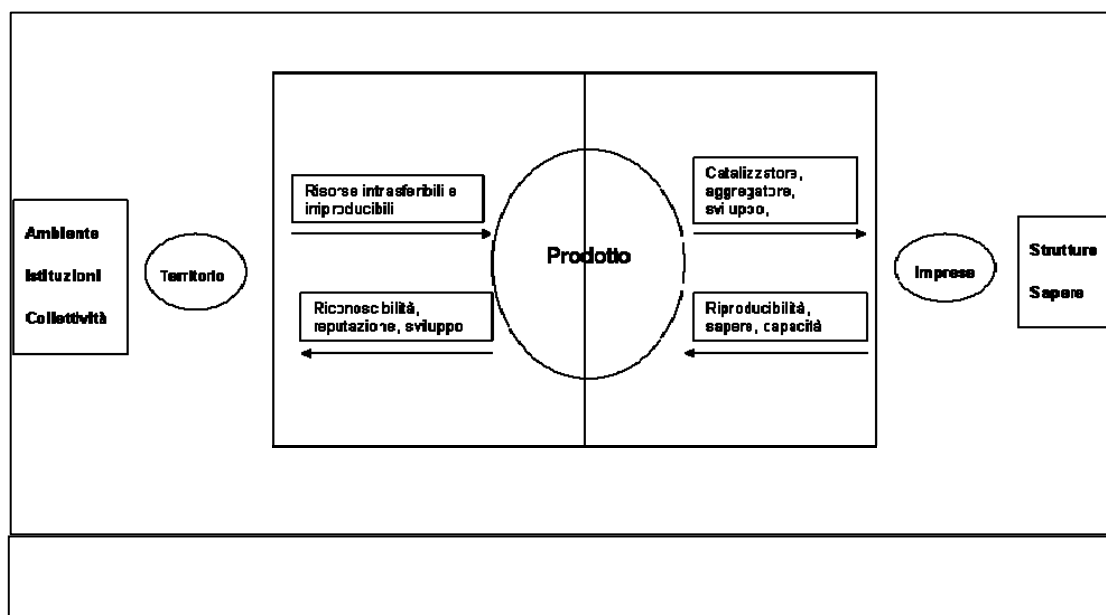 Risorse intrasferibili e
improducibili
Catalizzatore,
aggregatore,
sviluppo,
Ambiente
Istituzioni
Collettività
Territorio
Prodotto
Imprese
Strutture
Sapere
Riconoscibilità,
reputazione, sviluppo
Riproducibilità,
sapere, capacità